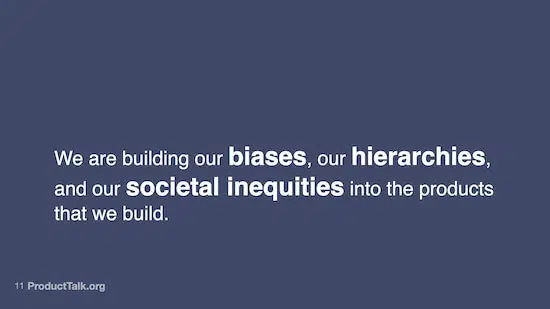 We are building our biases, our hierarchies,
and our societal inequities into the products
that we build.
11 ProductTalk.org